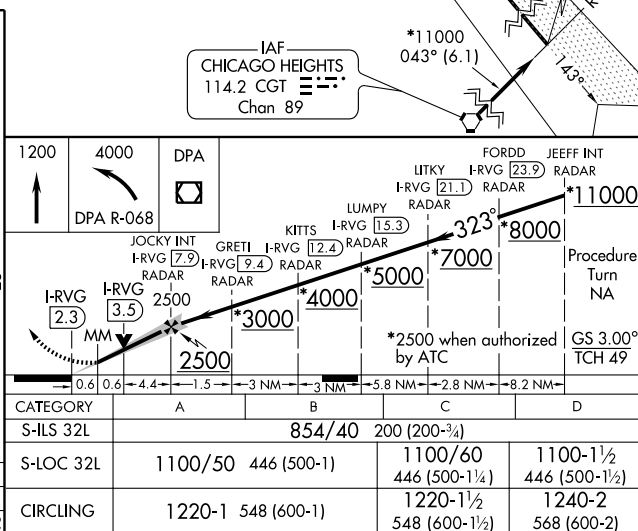 *11000
043° (6.1)
R
143°
IAF
CHICAGO HEIGHTS
114.2 CGT
Chan 89
1200
4000
DPA R-068
DPA
JOCKY INT
I-RVG 7.9
RADAR
2500
GRETI
I-RVG 9.4
RADAR
KITTS
I-RVG 12.4
RADAR
LUMPY
I-RVG 15.3
RADAR
LITKY
I-RVG 21.1
RADAR
FORDD
I-RVG 23.9
RADAR
JEEFF INT
RADAR
323°
*11000
*8000
*7000
*5000
*4000
*3000
2500
I-RVG
2.3
I-RVG
3.5
MM
Procedure
Turn
NA
*2500 when authorized
by ATC
GS 3.00°
TCH 49
0.6 0.6 4.4 1.5 3 NM 3 NM 5.8 NM 2.8 NM 8.2 NM
CATEGORY A B C D
S-ILS 32L 854/40 200 (200-¾)
S-LOC 32L 1100/50 446 (500-1) 1100/60 446 (500-1¼) 1100-1½ 446 (500-1½)
CIRCLING 1220-1 548 (600-1) 1220-1½ 548 (600-1½) 1240-2 568 (600-2)